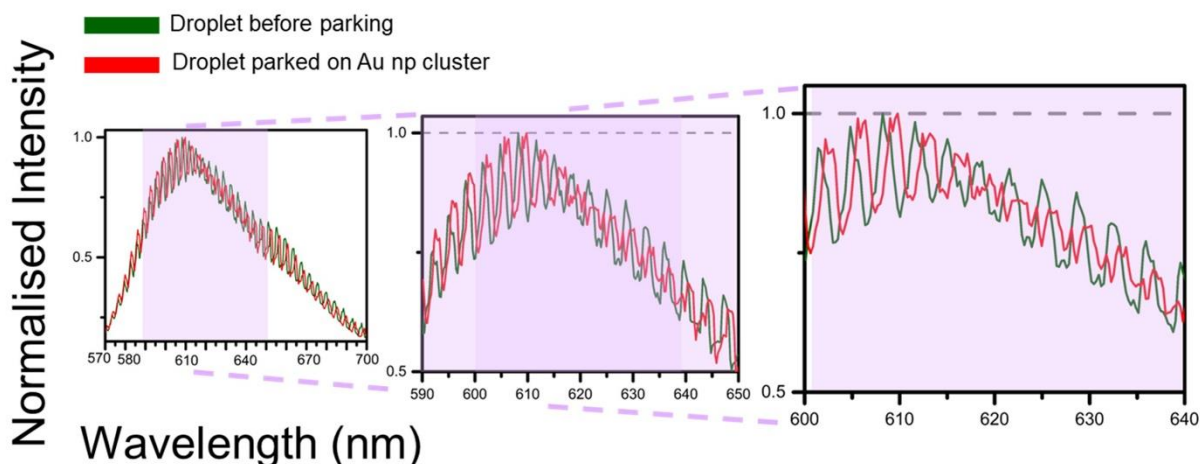 Droplet before parking
Droplet parked on Au np cluster
Normalised Intensity
1.0
0.5
570 580 610 640 670 700
1.0
0.5
590 600 610 620 630 640 650
1.0
0.5
600 610 620 630 640
Wavelength (nm)